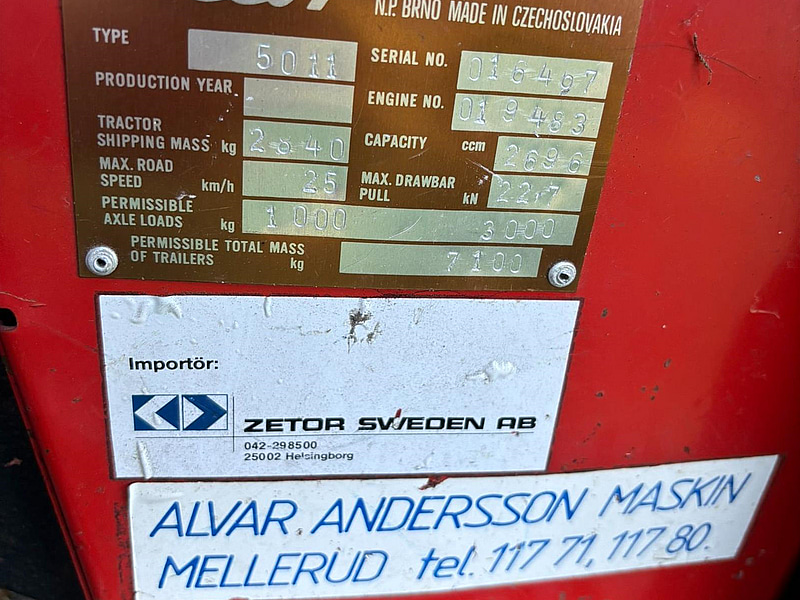 N.P. BRNO MADE IN CZECHOSLOVAKIA
TYPE 5011
SERIAL NO. 016497
PRODUCTION YEAR
ENGINE NO. 019483
TRACTOR SHIPPING MASS kg 2840
CAPACITY ccm 2696
MAX. ROAD SPEED km/h 25
MAX. DRAWBAR PULL kN 22,7
PERMISSIBLE AXLE LOADS kg 1000 3000
PERMISSIBLE TOTAL MASS OF TRAILERS kg 7100
Importör:
ZETOR SWEDEN AB
042-298500
25002 Helsingborg
ALVAR ANDERSSON MASKIN
MELLERUD tel. 117 71, 117 80.